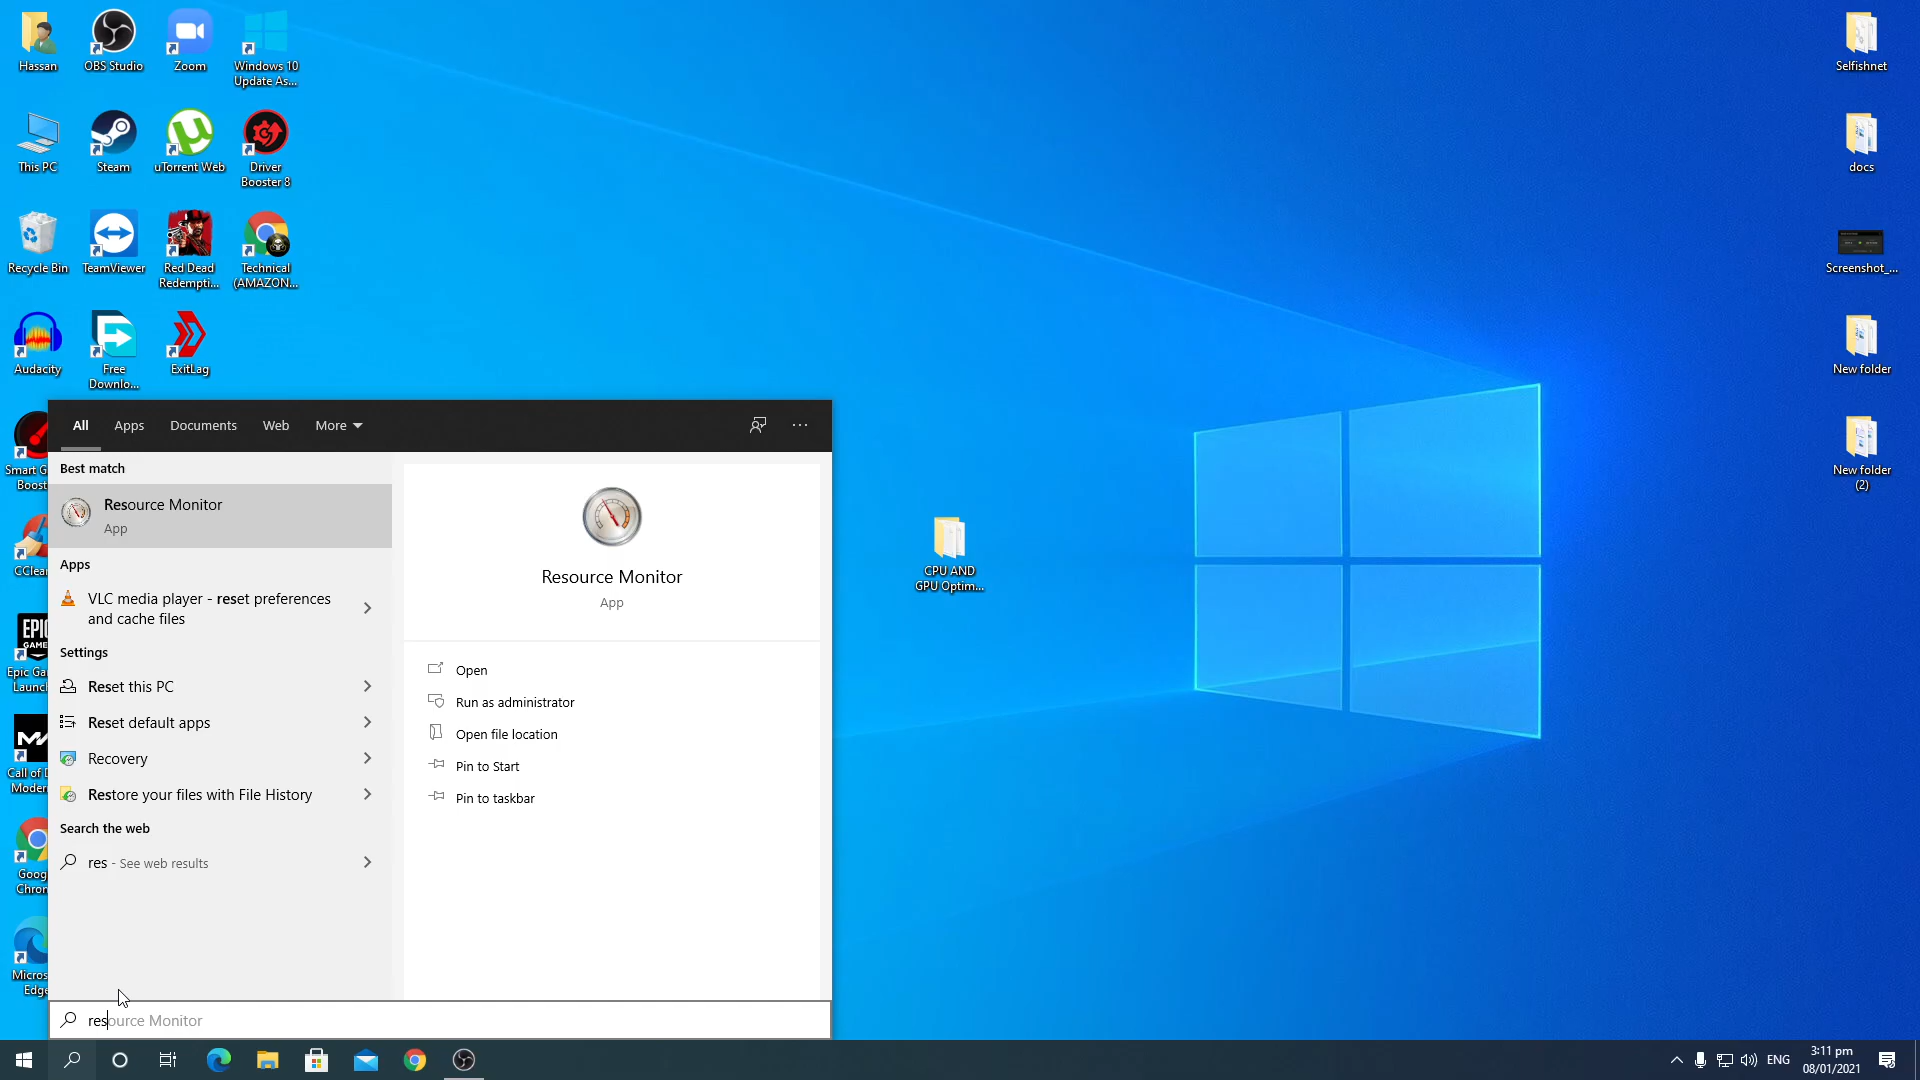 Hassan
OBS Studio
Zoom
Windows 10
Update As...
This PC
Steam
uTorrent Web
Driver
Booster 8
Recycle Bin
TeamViewer
Red Dead
Redempti...
Technical
(AMAZON...
Audacity
Free
Downlo...
ExitLag
Smart G
Boost
CClean
EPIC
GAME
Epic Ga
Launch
Call of D
Modern
Goog
Chron
Micros
Edge
Selfishnet
docs
Screenshot_...
New folder
New folder
(2)
CPU AND
GPU Optim...
All
Apps
Documents
Web
More
Best match
Resource Monitor
App
Apps
VLC media player - reset preferences
and cache files
Settings
Reset this PC
Reset default apps
Recovery
Restore your files with File History
Search the web
res - See web results
Resource Monitor
App
Open
Run as administrator
Open file location
Pin to Start
Pin to taskbar
resource Monitor
ENG
3:11 pm
08/01/2021